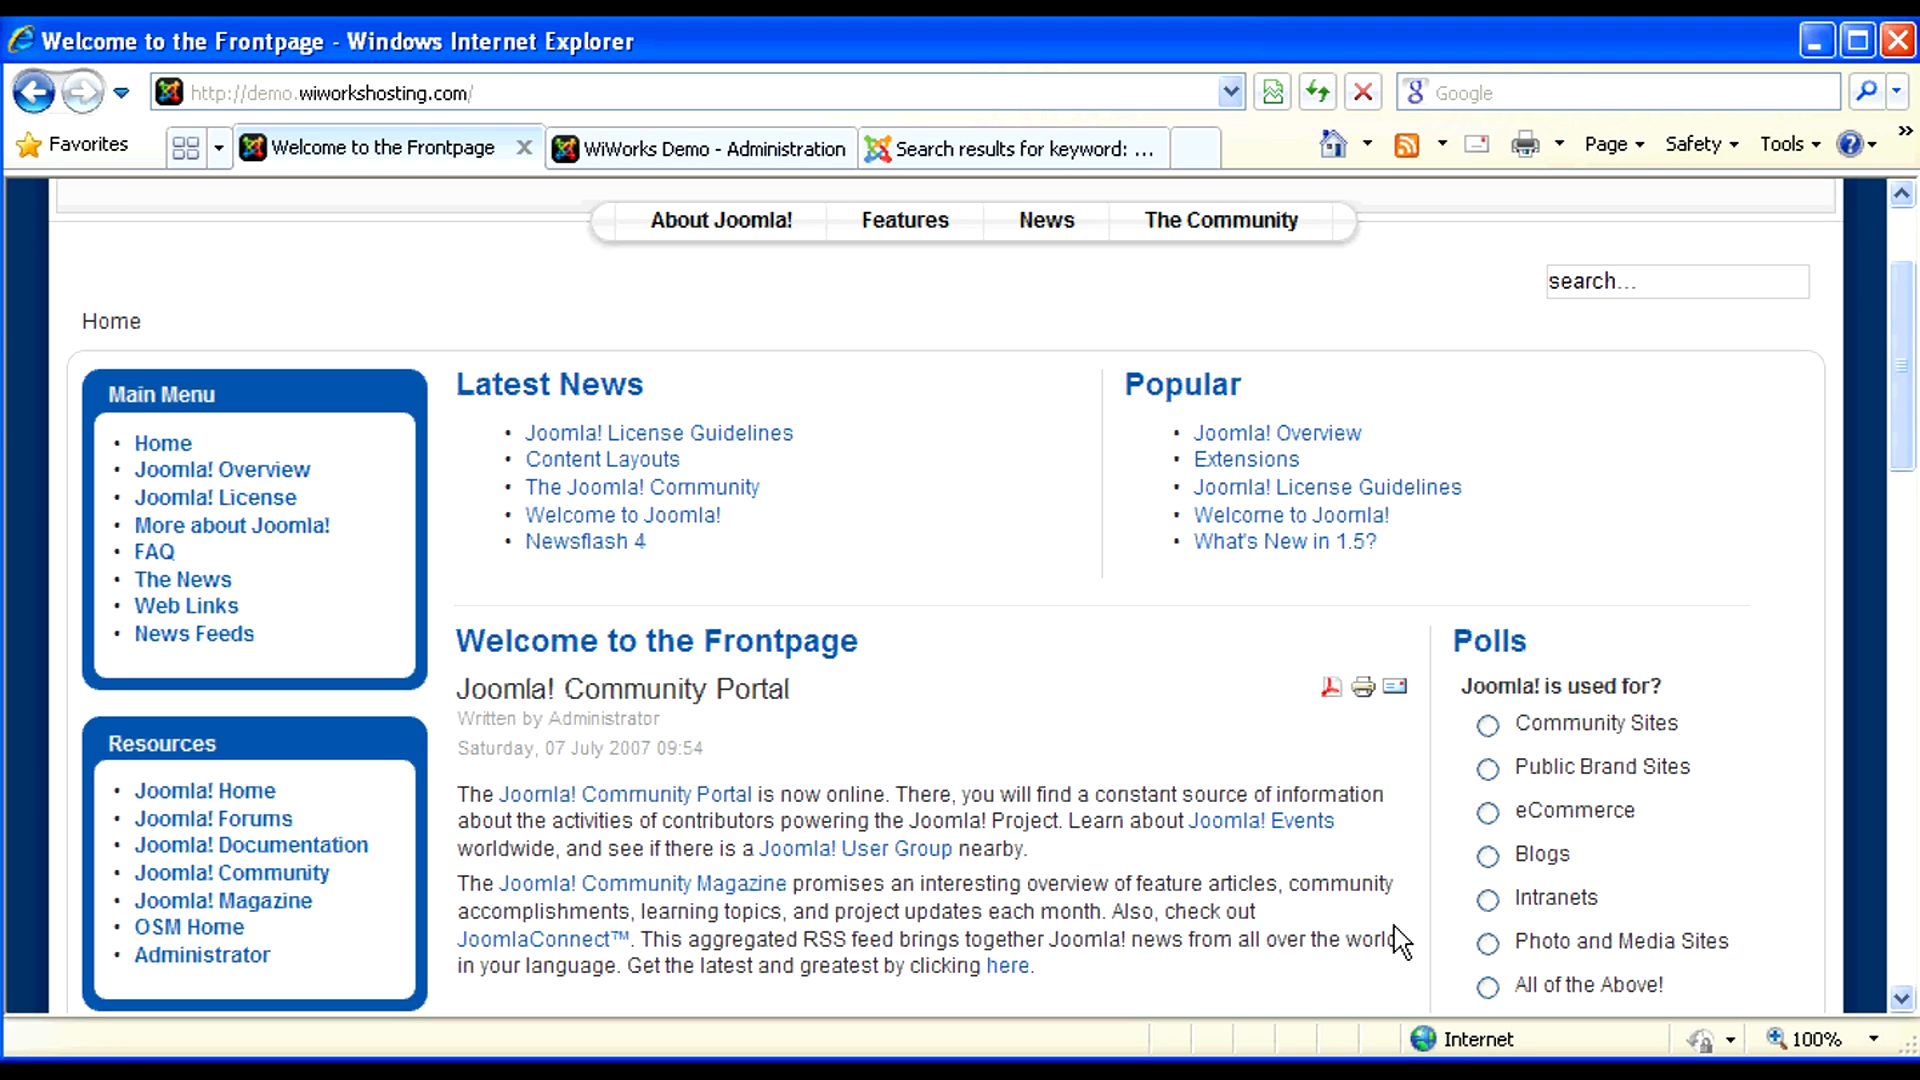 Welcome to the Frontpage - Windows Internet Explorer
http://demo.wiworkshosting.com/
Google
Favorites
Welcome to the Frontpage
WiWorks Demo - Administration
Search results for keyword: ...
Page
Safety
Tools
About Joomla!
Features
News
The Community
search...
Home
Main Menu
Home
Joomla! Overview
Joomla! License
More about Joomla!
FAQ
The News
Web Links
News Feeds
Resources
Joomla! Home
Joomla! Forums
Joomla! Documentation
Joomla! Community
Joomla! Magazine
OSM Home
Administrator
Latest News
Joomla! License Guidelines
Content Layouts
The Joomla! Community
Welcome to Joomla!
Newsflash 4
Popular
Joomla! Overview
Extensions
Joomla! License Guidelines
Welcome to Joomla!
What's New in 1.5?
Welcome to the Frontpage
Joomla! Community Portal
Written by Administrator
Saturday, 07 July 2007 09:54
The Joomla! Community Portal is now online. There, you will find a constant source of information
about the activities of contributors powering the Joomla! Project. Learn about Joomla! Events
worldwide, and see if there is a Joomla! User Group nearby.
The Joomla! Community Magazine promises an interesting overview of feature articles, community
accomplishments, learning topics, and project updates each month. Also, check out
JoomlaConnect™. This aggregated RSS feed brings together Joomla! news from all over the world
in your language. Get the latest and greatest by clicking here.
Polls
Joomla! is used for?
Community Sites
Public Brand Sites
eCommerce
Blogs
Intranets
Photo and Media Sites
All of the Above!
Internet
100%